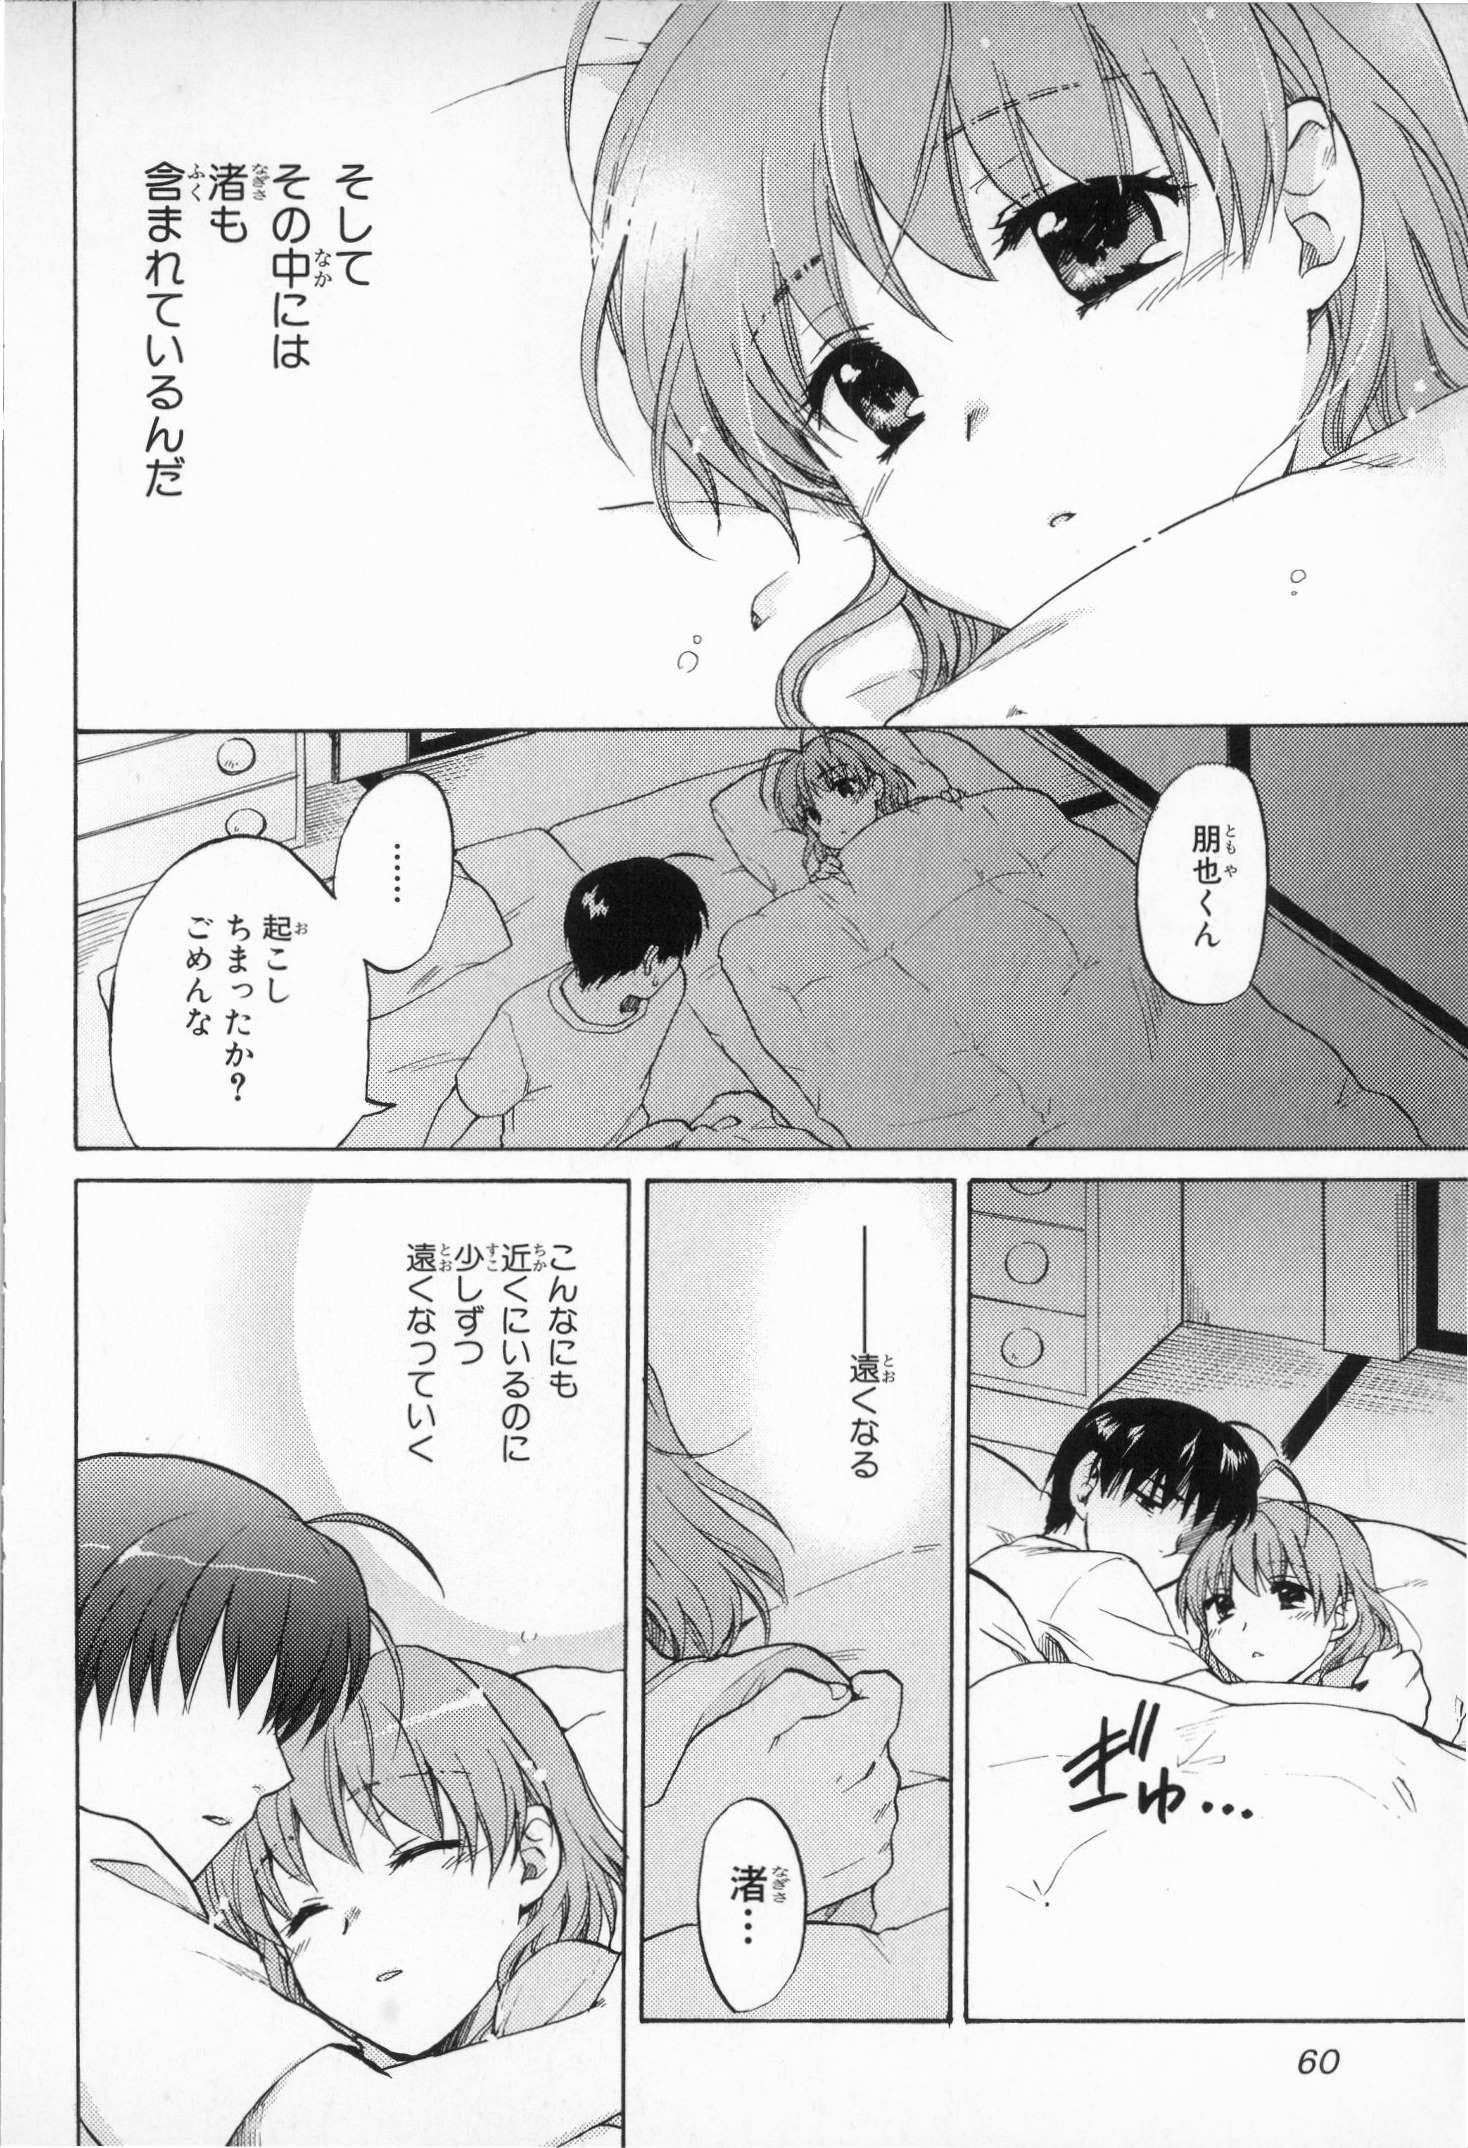 そして
その中には
渚も
含まれているんだ
朋也くん
……
起こし
ちまったか?
ごめんな
ギュ…
――遠くなる
渚…
こんなにも
近くにいるのに
少しずつ
遠くなっていく
60